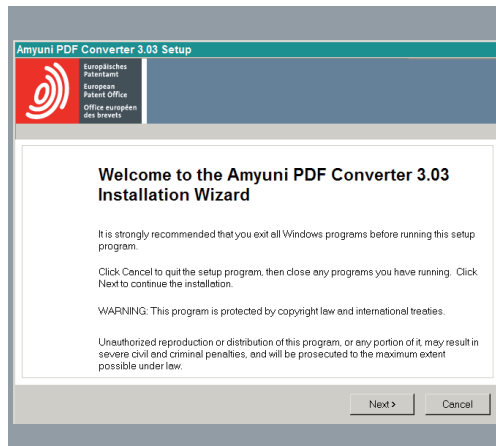 Amyuni PDF Converter 3.03 Setup
Europäisches
Patentamt
European
Patent Office
Office européen
des brevets
Welcome to the Amyuni PDF Converter 3.03
Installation Wizard
It is strongly recommended that you exit all Windows programs before running this setup
program.
Click Cancel to quit the setup program, then close any programs you have running. Click
Next to continue the installation.
WARNING: This program is protected by copyright law and international treaties.
Unauthorized reproduction or distribution of this program, or any portion of it, may result in
severe civil and criminal penalties, and will be prosecuted to the maximum extent
possible under law.
Next > Cancel